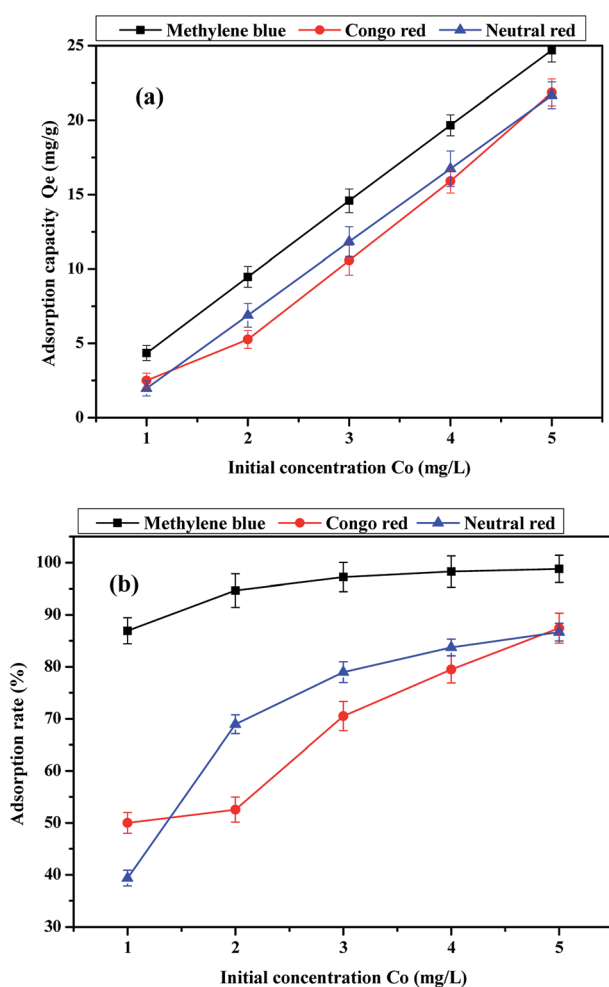 Methylene blue Congo red Neutral red
(a)
25
20
15
10
5
0
Adsorption capacity Qe (mg/g)
1 2 3 4 5
Initial concentration Co (mg/L)
Methylene blue Congo red Neutral red
(b)
100
90
80
70
60
50
40
30
Adsorption rate (%)
1 2 3 4 5
Initial concentration Co (mg/L)